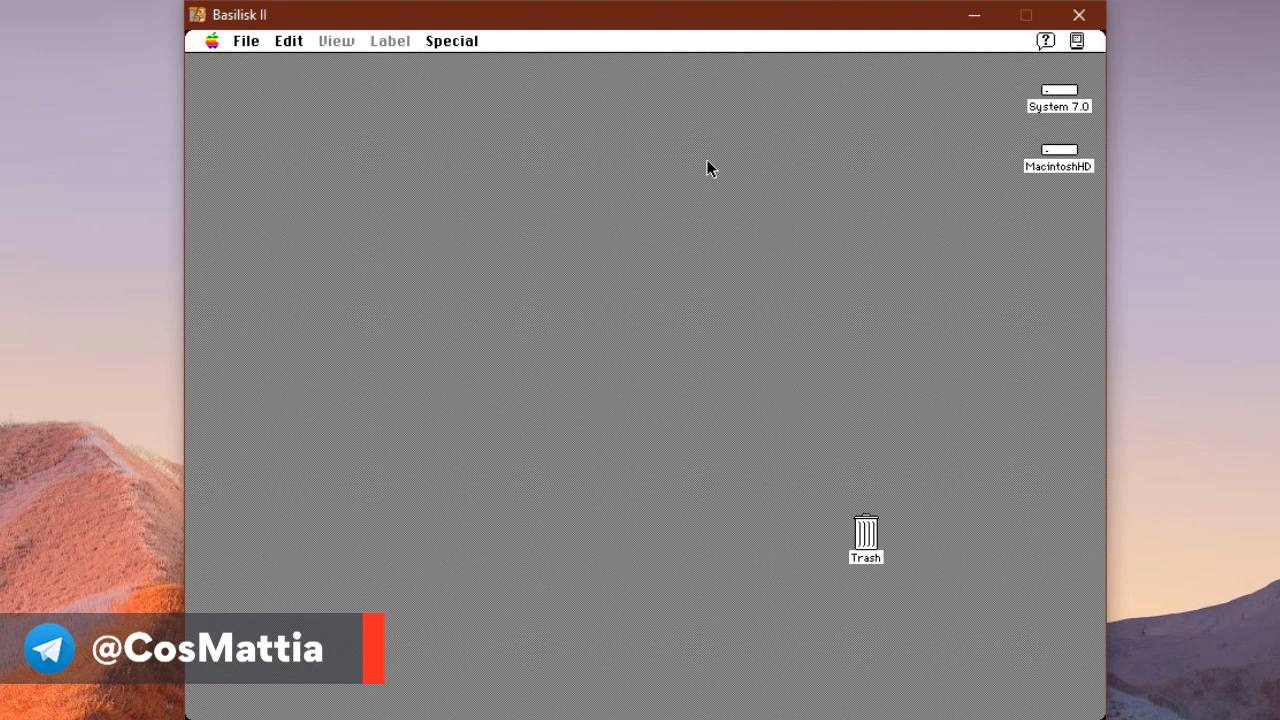 Basilisk II
File Edit View Label Special
System 7.0
MacintoshHD
Trash
@CosMattia